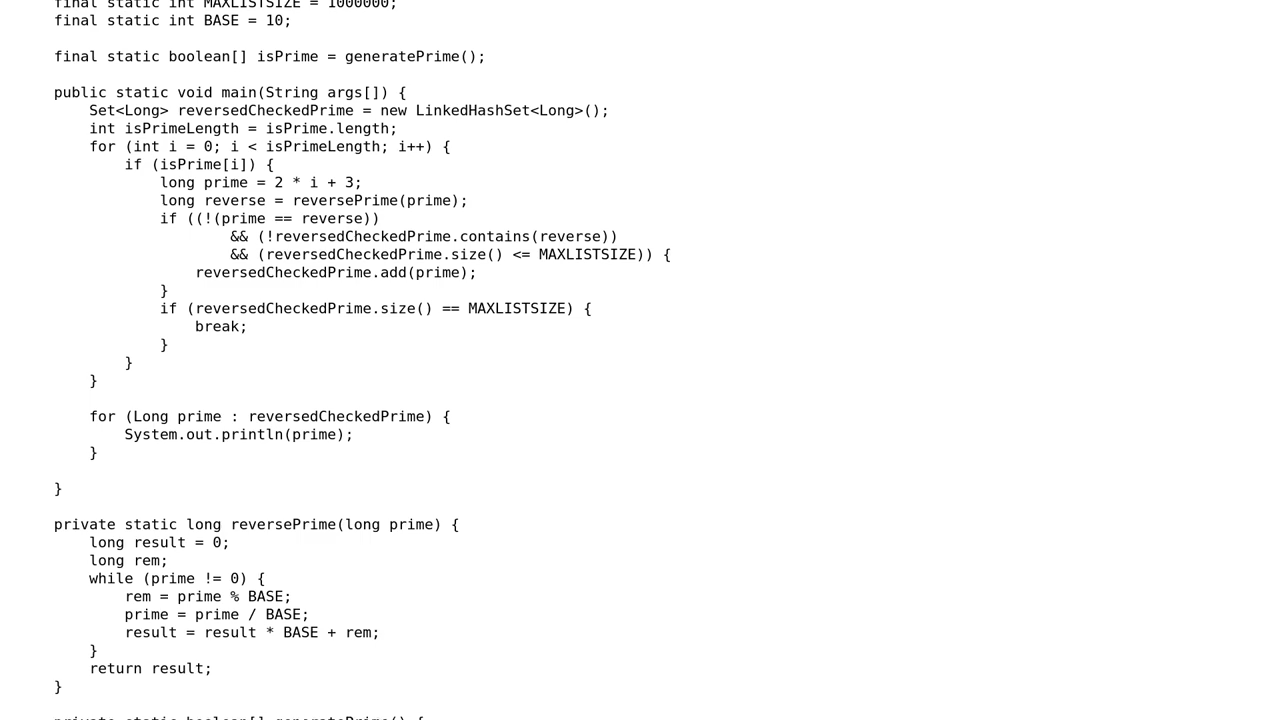 final static int MAXLISTSIZE = 1000000;
final static int BASE = 10;
final static boolean[] isPrime = generatePrime();
public static void main(String args[]) {
Set<Long> reversedCheckedPrime = new LinkedHashSet<Long>();
int isPrimeLength = isPrime.length;
for (int i = 0; i < isPrimeLength; i++) {
if (isPrime[i]) {
long prime = 2 * i + 3;
long reverse = reversePrime(prime);
if ((!(prime == reverse))
&& (!reversedCheckedPrime.contains(reverse))
&& (reversedCheckedPrime.size() <= MAXLISTSIZE)) {
reversedCheckedPrime.add(prime);
}
if (reversedCheckedPrime.size() == MAXLISTSIZE) {
break;
}
}
}
for (Long prime : reversedCheckedPrime) {
System.out.println(prime);
}
}
private static long reversePrime(long prime) {
long result = 0;
long rem;
while (prime != 0) {
rem = prime % BASE;
prime = prime / BASE;
result = result * BASE + rem;
}
return result;
}
private static boolean[] generatePrime() {